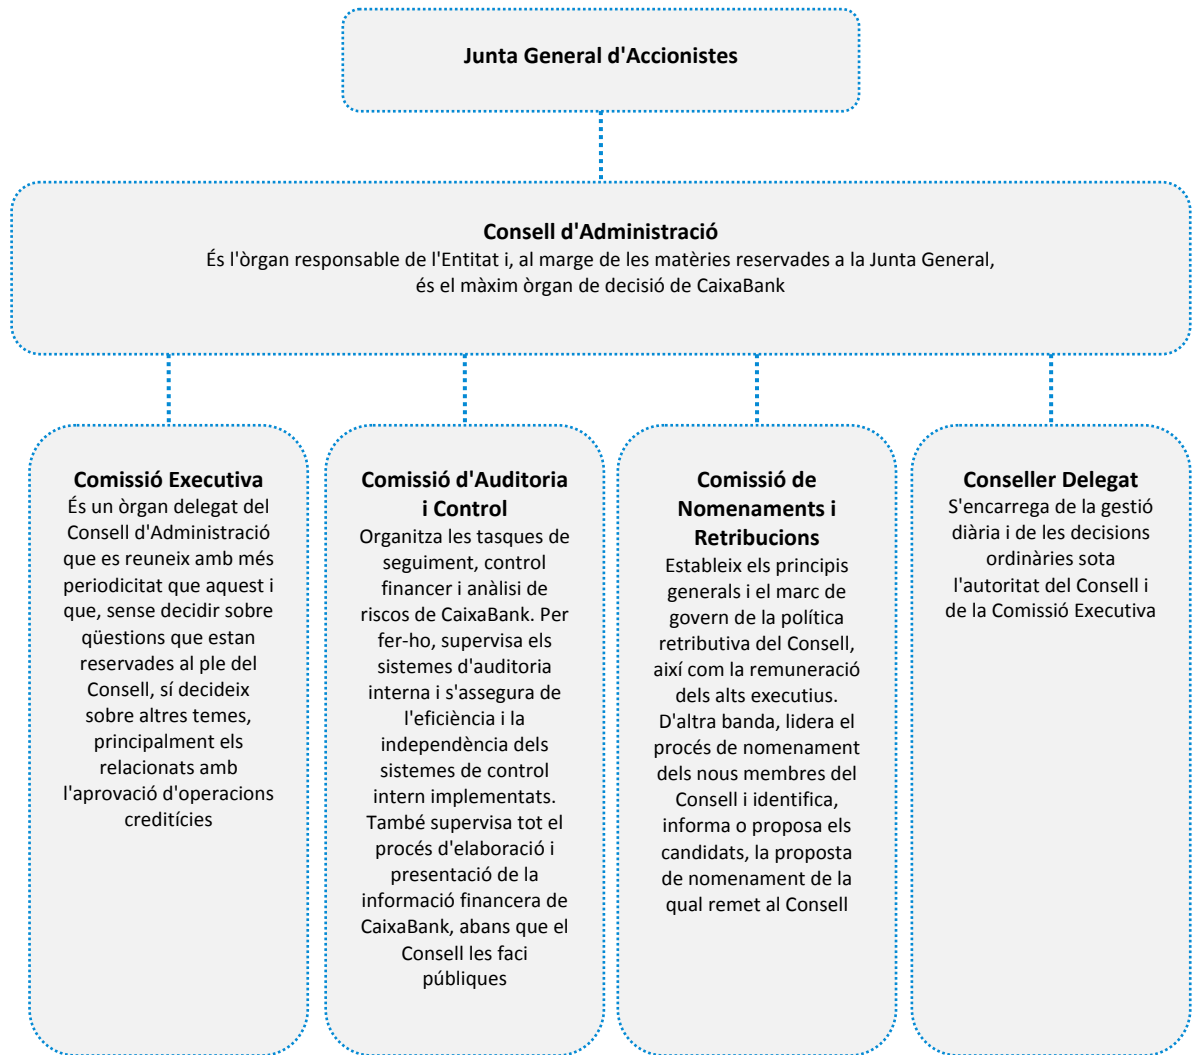 Junta General d'Accionistes
Consell d'Administració
És l'òrgan responsable de l'Entitat i, al marge de les matèries reservades a la Junta General,
és el màxim òrgan de decisió de CaixaBank
Comissió Executiva
És un òrgan delegat del
Consell d'Administració
que es reuneix amb més
periodicitat que aquest i
que, sense decidir sobre
qüestions que estan
reservades al ple del
Consell, sí decideix
sobre altres temes,
principalment els
relacionats amb
l'aprovació d'operacions
creditícies
Comissió d'Auditoria
i Control
Organitza les tasques de
seguiment, control
financer i anàlisi de
riscos de CaixaBank. Per
fer-ho, supervisa els
sistemes d'auditoria
interna i s'assegura de
l'eficiència i la
independència dels
sistemes de control
intern implementats.
També supervisa tot el
procés d'elaboració i
presentació de la
informació financera de
CaixaBank, abans que el
Consell les faci
públiques
Comissió de
Nomenaments i
Retribucions
Estableix els principis
generals i el marc de
govern de la política
retributiva del Consell,
així com la remuneració
dels alts executius.
D'altra banda, lidera el
procés de nomenament
dels nous membres del
Consell i identifica,
informa o proposa els
candidats, la proposta
de nomenament de la
qual remet al Consell
Conseller Delegat
S'encarrega de la gestió
diària i de les decisions
ordinàries sota
l'autoritat del Consell i
de la Comissió Executiva